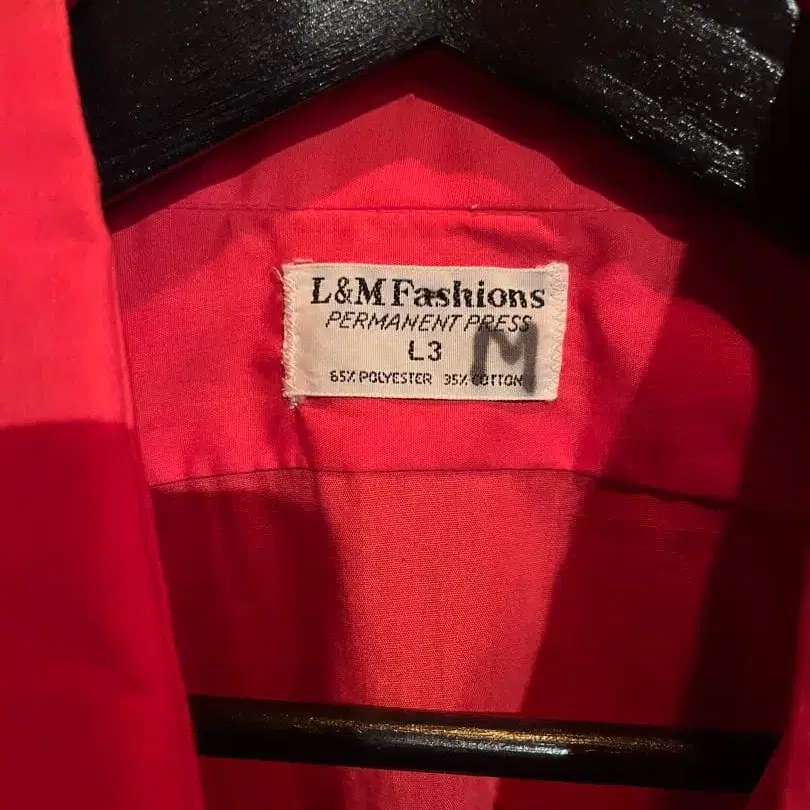 L&M Fashions
PERMANENT PRESS
L3
M
65% POLYESTER 35% COTTON